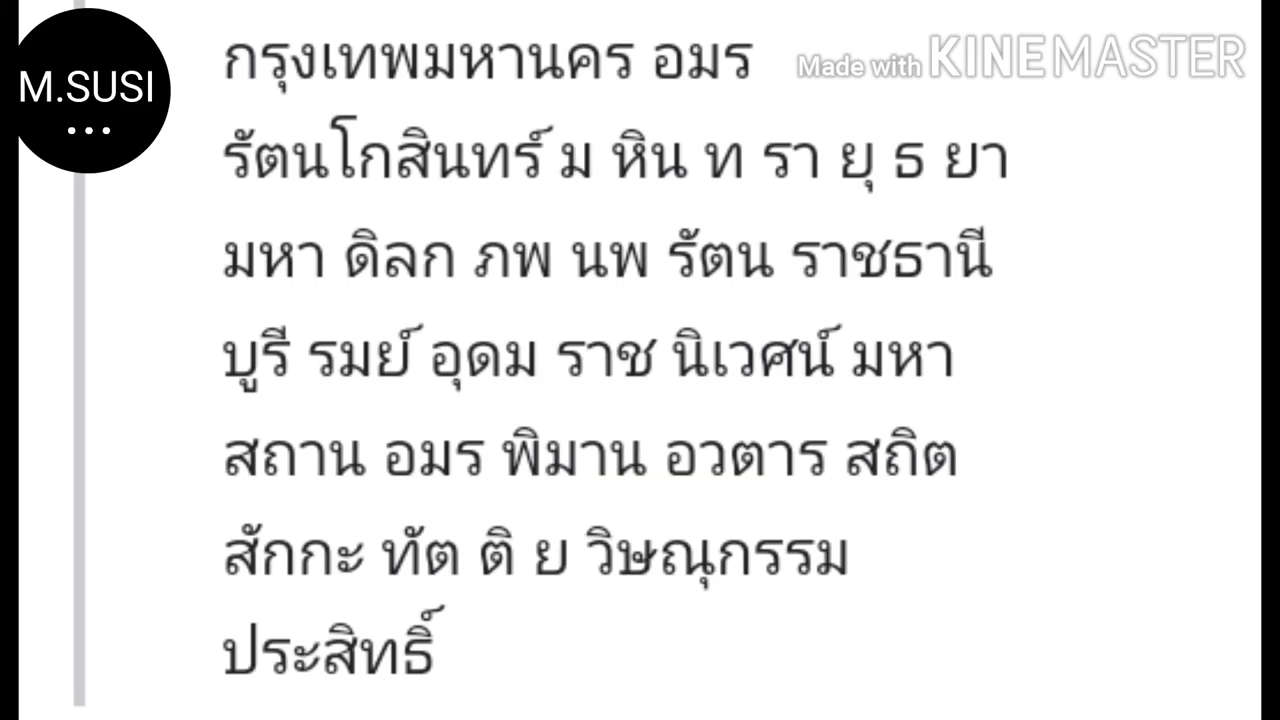 M.SUSI
...
Made with KINEMASTER
กรุงเทพมหานคร อมร
รัตนโกสินทร์ ม หิน ท รา ยุ ธ ยา
มหา ดิลก ภพ นพ รัตน ราชธานี
บูรี รมย์ อุดม ราช นิเวศน์ มหา
สถาน อมร พิมาน อวตาร สถิต
สักกะ ทัต ติ ย วิษณุกรรม
ประสิทธิ์